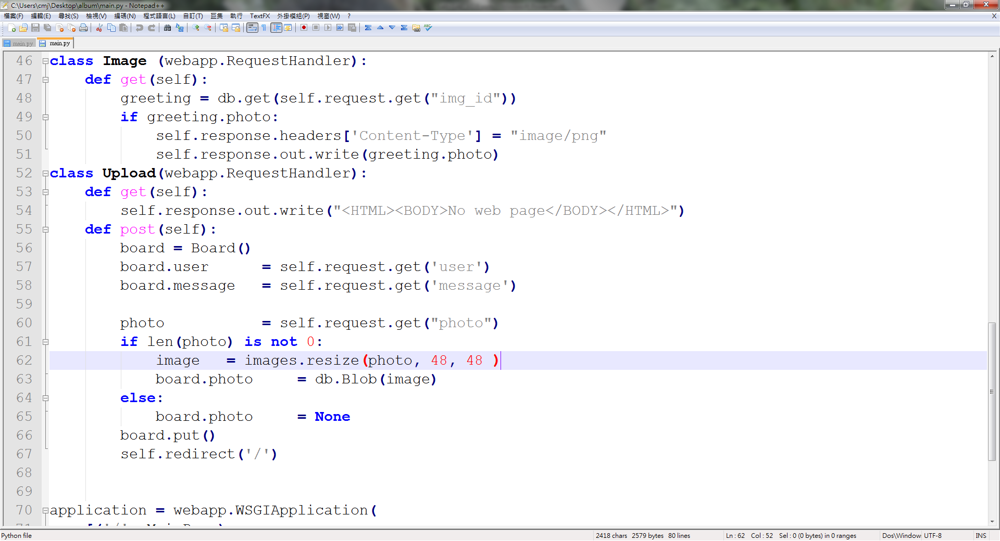 C:\Users\cmj\Desktop\album\main.py - Notepad++
檔案(F) 編輯(E) 尋找(S) 檢視(V) 編碼(N) 程式語言(L) 自訂(T) 巨集 執行 TextFX 外掛模組(P) 視窗(W) ? X
main.py main.py
46 class Image (webapp.RequestHandler):
47 def get(self):
48 greeting = db.get(self.request.get("img_id"))
49 if greeting.photo:
50 self.response.headers['Content-Type'] = "image/png"
51 self.response.out.write(greeting.photo)
52 class Upload(webapp.RequestHandler):
53 def get(self):
54 self.response.out.write("<HTML><BODY>No web page</BODY></HTML>")
55 def post(self):
56 board = Board()
57 board.user = self.request.get('user')
58 board.message = self.request.get('message')
59
60 photo = self.request.get("photo")
61 if len(photo) is not 0:
62 image = images.resize(photo, 48, 48 )
63 board.photo = db.Blob(image)
64 else:
65 board.photo = None
66 board.put()
67 self.redirect('/')
68
69
70 application = webapp.WSGIApplication(
Python file 2418 chars 2579 bytes 80 lines Ln : 62 Col : 52 Sel : 0 (0 bytes) in 0 ranges Dos\Window UTF-8 INS